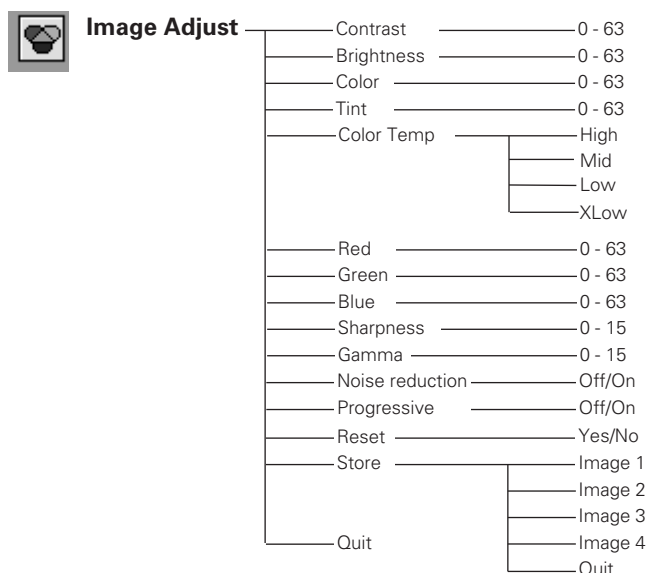 Image Adjust Contrast 0 - 63
Brightness 0 - 63
Color 0 - 63
Tint 0 - 63
Color Temp High
Mid
Low
XLow
Red 0 - 63
Green 0 - 63
Blue 0 - 63
Sharpness 0 - 15
Gamma 0 - 15
Noise reduction Off/On
Progressive Off/On
Reset Yes/No
Store Image 1
Image 2
Image 3
Quit Image 4
Quit